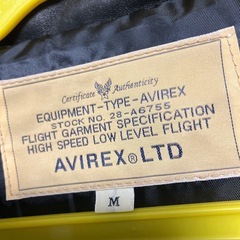 Certificate Authenticity
EQUIPMENT-TYPE-AVIREX
STOCK NO. 28-A6755
FLIGHT GARMENT SPECIFICATION
HIGH SPEED LOW LEVEL FLIGHT
AVIREX® LTD
M